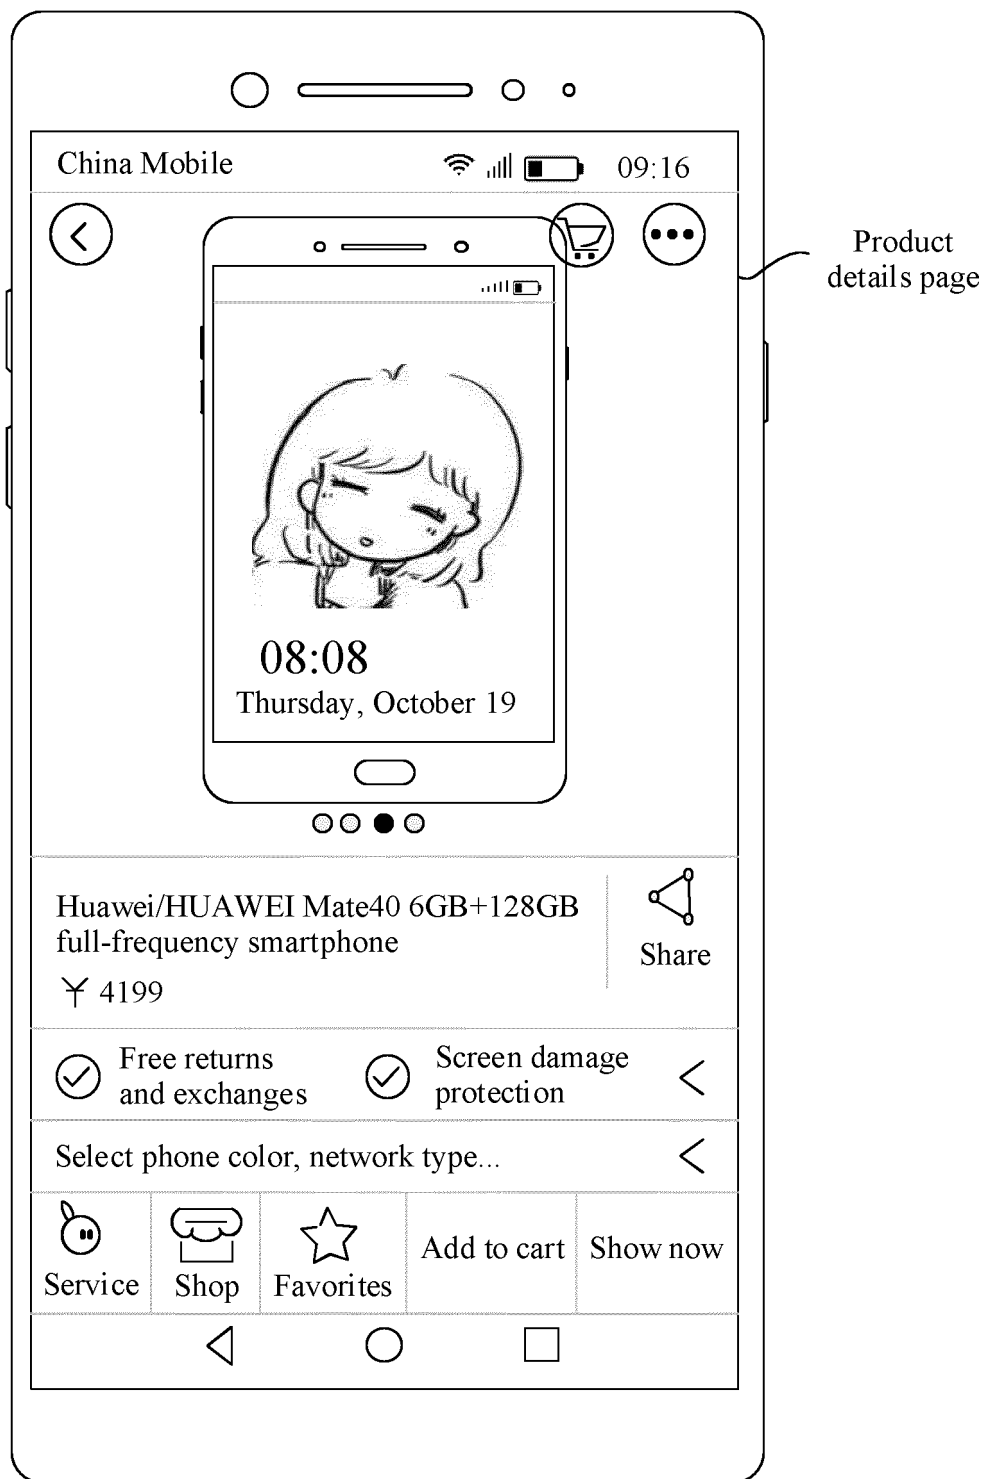 China Mobile 09:16
Product
details page
08:08
Thursday, October 19
Huawei/HUAWEI Mate40 6GB+128GB
full-frequency smartphone
¥ 4199
Share
Free returns
and exchanges
Screen damage
protection
Select phone color, network type...
Service
Shop
Favorites
Add to cart
Show now